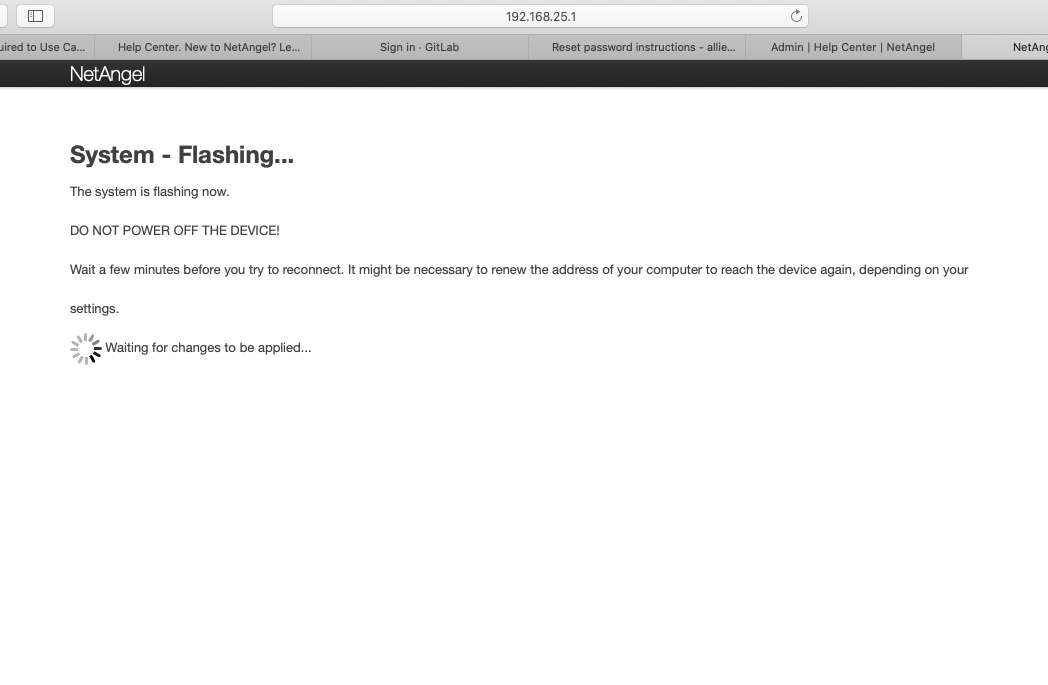 192.168.25.1
uired to Use Ca... Help Center. New to NetAngel? Le... Sign in · GitLab Reset password instructions - allie... Admin | Help Center | NetAngel NetAng
NetAngel
System - Flashing...
The system is flashing now.
DO NOT POWER OFF THE DEVICE!
Wait a few minutes before you try to reconnect. It might be necessary to renew the address of your computer to reach the device again, depending on your
settings.
Waiting for changes to be applied...